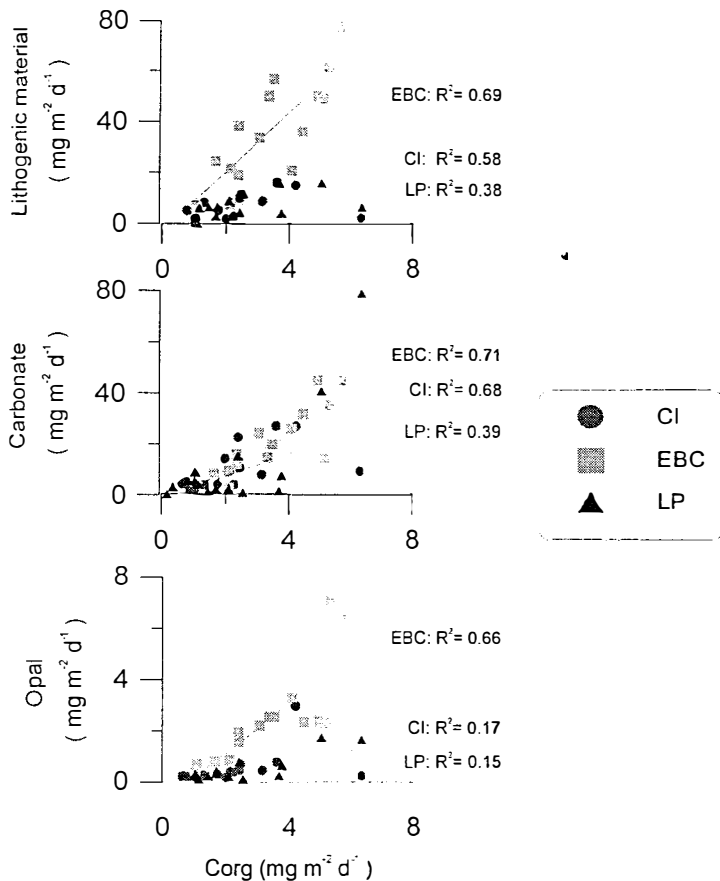 80
40
0
Lithogenic material
( mg m⁻² d⁻¹ )
EBC: R²= 0.69
CI: R²= 0.58
LP: R²= 0.38
0 4 8
80
40
0
Carbonate
( mg m⁻² d⁻¹ )
EBC: R²= 0.71
CI: R²= 0.68
LP: R²= 0.39
0 4 8
CI
EBC
LP
8
4
0
Opal
( mg m⁻² d⁻¹ )
EBC: R²= 0.66
CI: R²= 0.17
LP: R²= 0.15
0 4 8
Corg (mg m⁻² d⁻¹ )